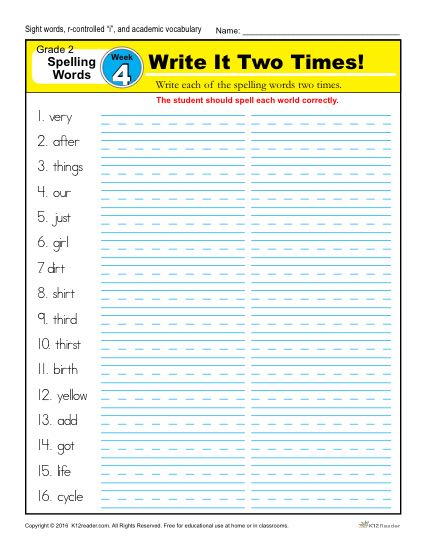 Sight words, r-controlled "i", and academic vocabulary Name:
Grade 2
Spelling
Words
Week
4
Write It Two Times!
Write each of the spelling words two times.
The student should spell each world correctly.
1. very
2. after
3. things
4. our
5. just
6. girl
7 dirt
8. shirt
9. third
10. thirst
11. birth
12. yellow
13. add
14. got
15. life
16. cycle
Copyright © 2016 K12reader.com. All Rights Reserved. Free for educational use at home or in classrooms. K12Reader